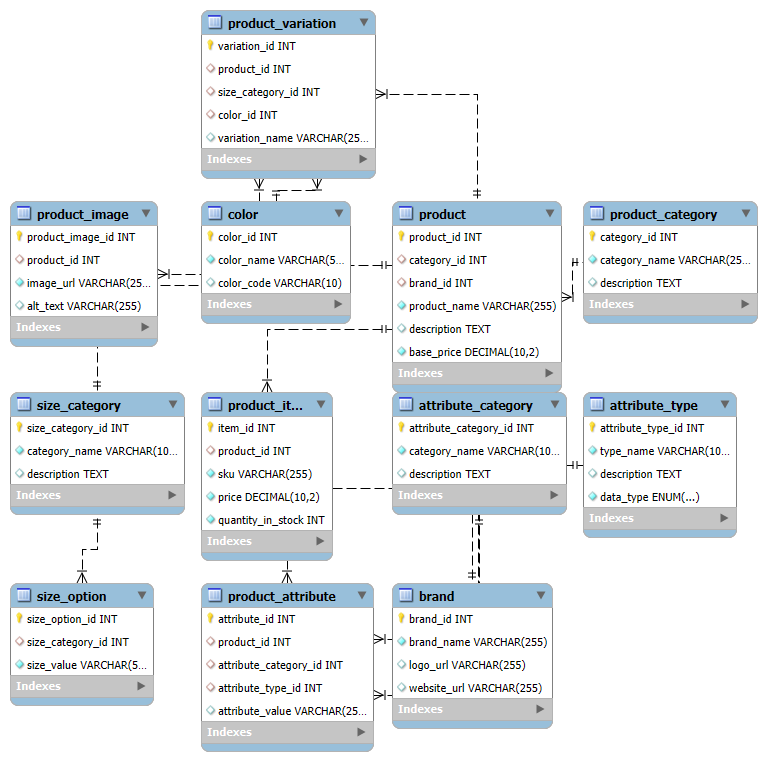 product_variation
variation_id INT
product_id INT
size_category_id INT
color_id INT
variation_name VARCHAR(25...
Indexes
product_image
product_image_id INT
product_id INT
image_url VARCHAR(25...
alt_text VARCHAR(255)
Indexes
color
color_id INT
color_name VARCHAR(5...
color_code VARCHAR(10)
Indexes
product
product_id INT
category_id INT
brand_id INT
product_name VARCHAR(255)
description TEXT
base_price DECIMAL(10,2)
Indexes
product_category
category_id INT
category_name VARCHAR(25...
description TEXT
Indexes
size_category
size_category_id INT
category_name VARCHAR(10...
description TEXT
Indexes
product_it...
item_id INT
product_id INT
sku VARCHAR(255)
price DECIMAL(10,2)
quantity_in_stock INT
Indexes
attribute_category
attribute_category_id INT
category_name VARCHAR(10...
description TEXT
Indexes
attribute_type
attribute_type_id INT
type_name VARCHAR(10...
description TEXT
data_type ENUM(...)
Indexes
size_option
size_option_id INT
size_category_id INT
size_value VARCHAR(5...
Indexes
product_attribute
attribute_id INT
product_id INT
attribute_category_id INT
attribute_type_id INT
attribute_value VARCHAR(25...
Indexes
brand
brand_id INT
brand_name VARCHAR(255)
logo_url VARCHAR(255)
website_url VARCHAR(255)
Indexes